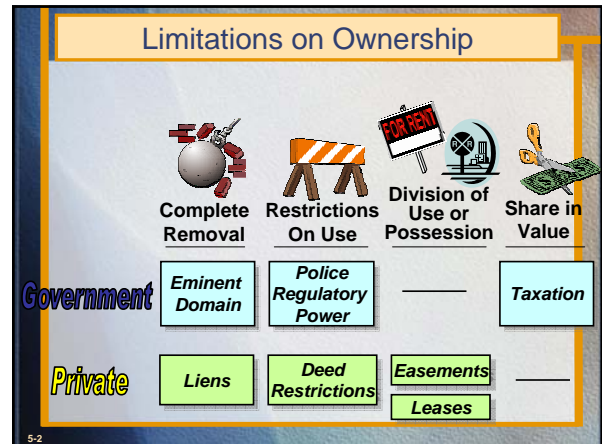 Limitations on Ownership
FOR RENT
R R
Complete
Removal
Restrictions
On Use
Division of
Use or
Possession
Share in
Value
Government
Eminent
Domain
Police
Regulatory
Power
Taxation
Private
Liens
Deed
Restrictions
Easements
Leases
5-2